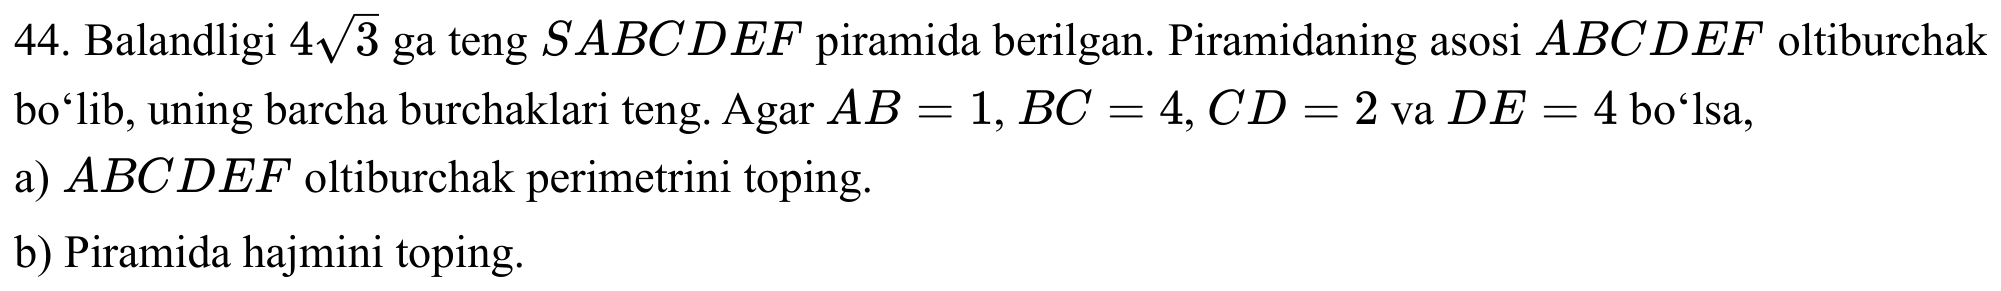 44. Balandligi 4√3 ga teng SABCDEF piramida berilgan. Piramidaning asosi ABCDEF oltiburchak
bo‘lib, uning barcha burchaklari teng. Agar AB = 1, BC = 4, CD = 2 va DE = 4 bo‘lsa,
a) ABCDEF oltiburchak perimetrini toping.
b) Piramida hajmini toping.